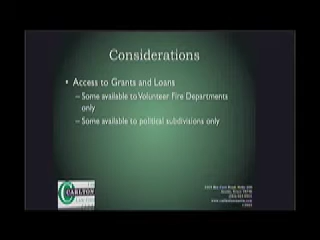 Considerations
• Access to Grants and Loans
– Some available to Volunteer Fire Departments
only
– Some available to political subdivisions only
CARLTON